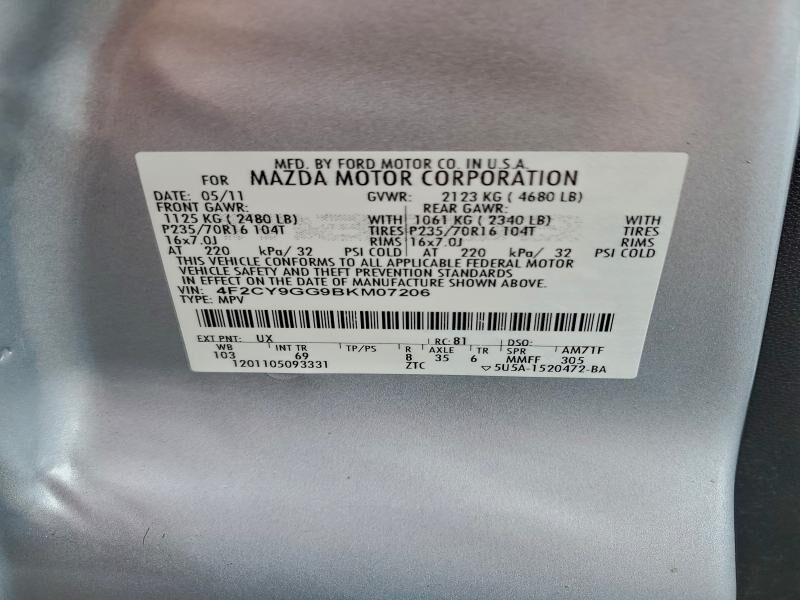 MFD. BY FORD MOTOR CO. IN U.S.A.
FOR MAZDA MOTOR CORPORATION
DATE: 05/11 GVWR: 2123 KG ( 4680 LB)
FRONT GAWR: REAR GAWR:
1125 KG ( 2480 LB) WITH 1061 KG ( 2340 LB) WITH
P235/70R16 104T TIRES P235/70R16 104T TIRES
16x7.0J RIMS 16x7.0J RIMS
AT 220 kPa/ 32 PSI COLD AT 220 kPa/ 32 PSI COLD
THIS VEHICLE CONFORMS TO ALL APPLICABLE FEDERAL MOTOR
VEHICLE SAFETY AND THEFT PREVENTION STANDARDS
IN EFFECT ON THE DATE OF MANUFACTURE SHOWN ABOVE.
VIN: 4F2CY9GG9BKM07206
TYPE: MPV
EXT PNT: UX RC: 81 DSO:
WB INT TR TP/PS R AXLE TR SPR AM71F
103 69 8 35 6 MMFF 305
1201105093331 ZTC ▽5U5A-1520472-BA